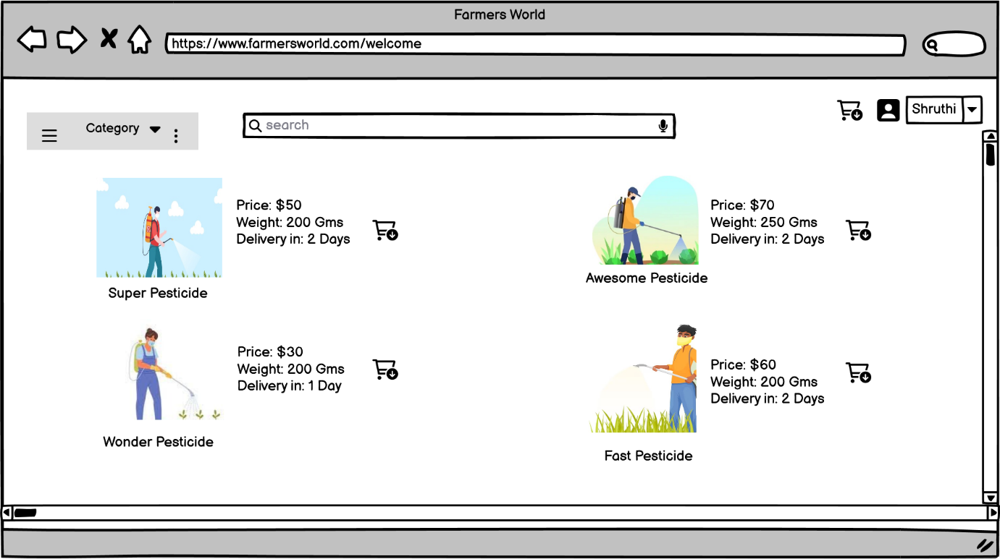 Farmers World
https://www.farmersworld.com/welcome
Category
search
Shruthi
Price: $50
Weight: 200 Gms
Delivery in: 2 Days
Super Pesticide
Price: $70
Weight: 250 Gms
Delivery in: 2 Days
Awesome Pesticide
Price: $30
Weight: 200 Gms
Delivery in: 1 Day
Wonder Pesticide
Price: $60
Weight: 200 Gms
Delivery in: 2 Days
Fast Pesticide